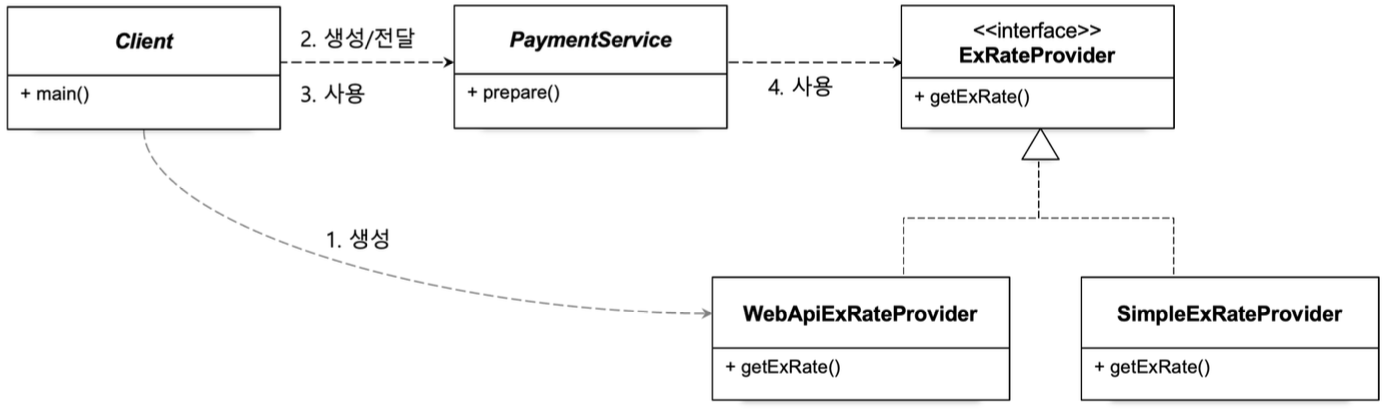 Client
+ main()
2. 생성/전달
3. 사용
PaymentService
+ prepare()
4. 사용
<<interface>>
ExRateProvider
+ getExRate()
1. 생성
WebApiExRateProvider
+ getExRate()
SimpleExRateProvider
+ getExRate()